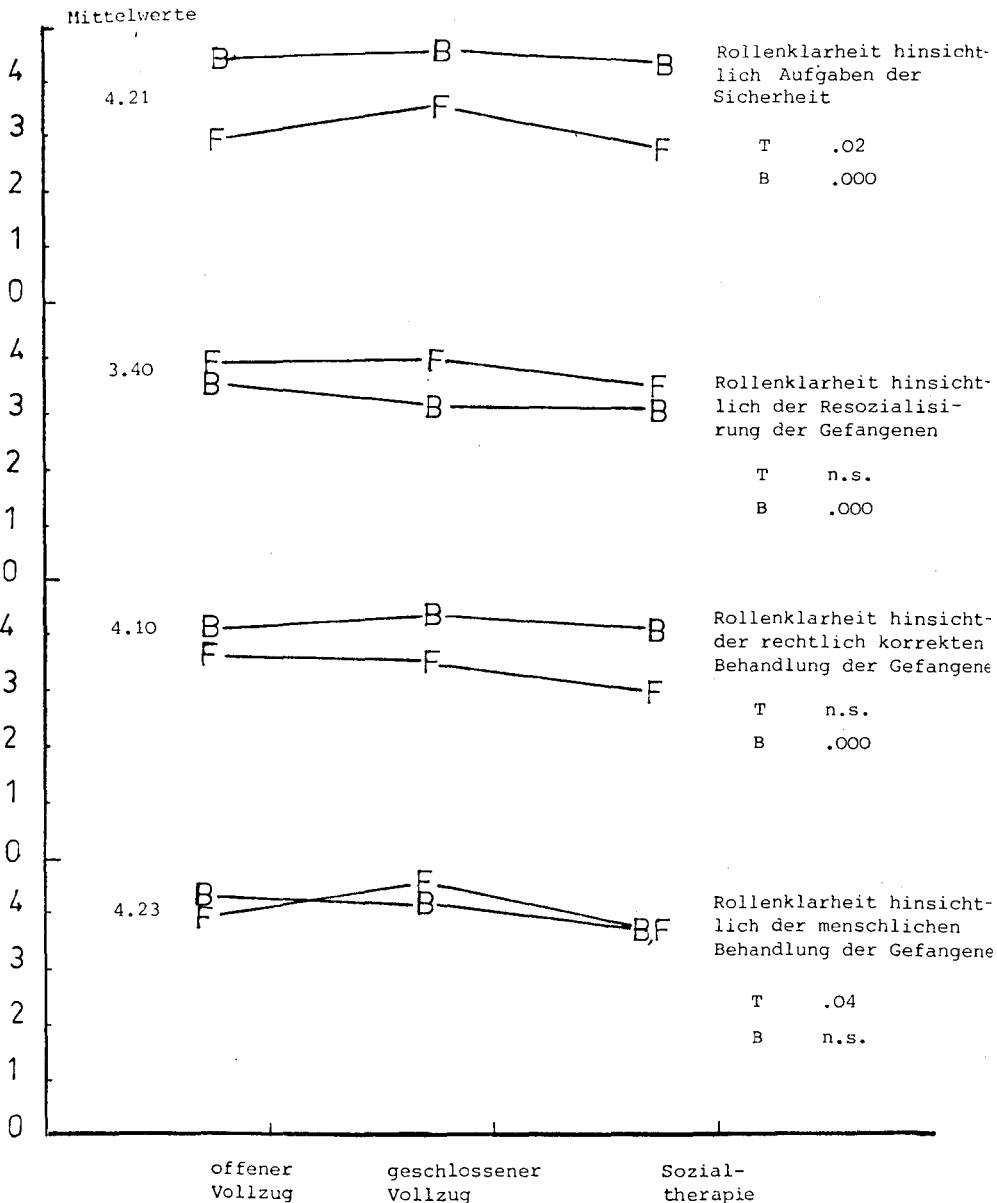 Mittelwerte
4
4.21
3
2
1
0
B B B
F F F
Rollenklarheit hinsicht-
lich Aufgaben der
Sicherheit
T .02
B .000
4
3.40
3
2
1
0
F F F
B B B
Rollenklarheit hinsicht-
lich der Resozialisi-
rung der Gefangenen
T n.s.
B .000
4
4.10
3
2
1
0
B B B
F F F
Rollenklarheit hinsicht-
der rechtlich korrekten
Behandlung der Gefangene
T n.s.
B .000
4
4.23
3
2
1
0
B F
F B B,F
Rollenklarheit hinsicht-
lich der menschlichen
Behandlung der Gefangene
T .04
B n.s.
offener
Vollzug
geschlossener
Vollzug
Sozial-
therapie